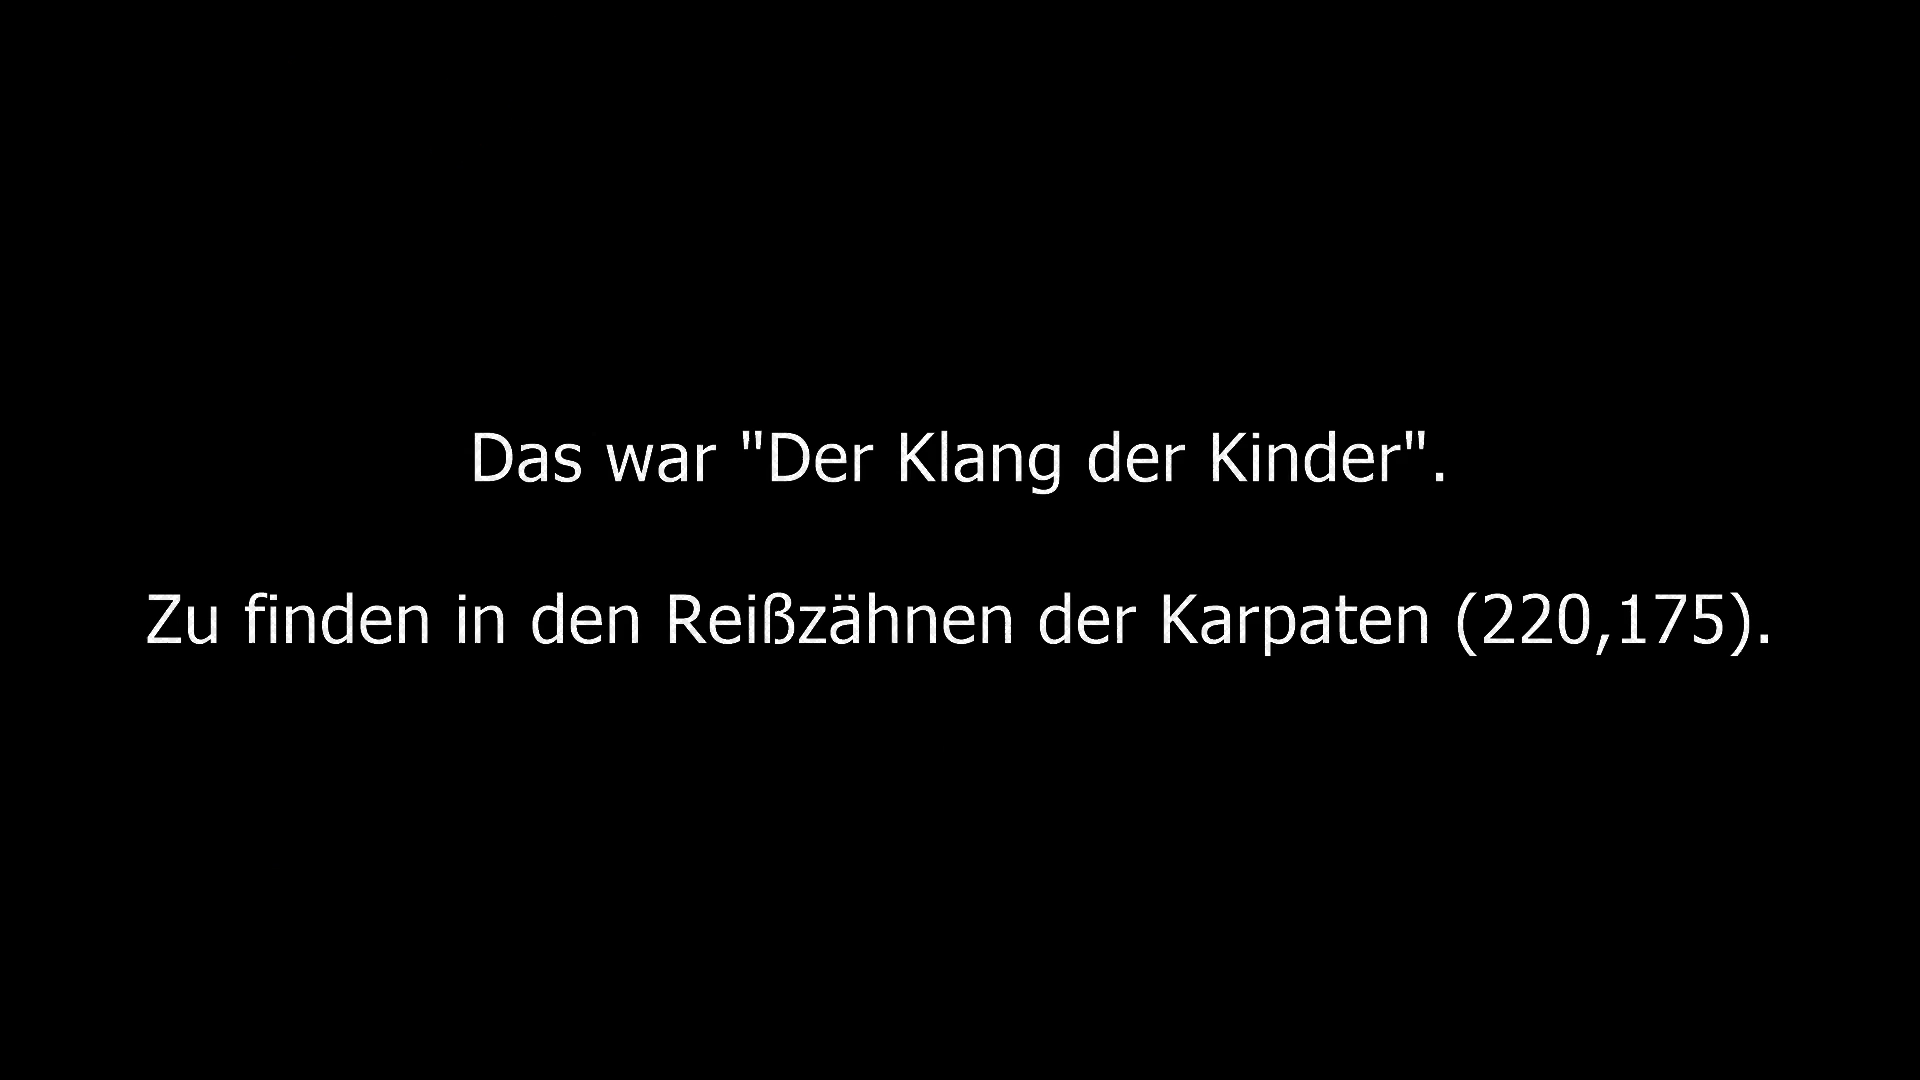 Das war "Der Klang der Kinder".
Zu finden in den Reißzähnen der Karpaten (220,175).